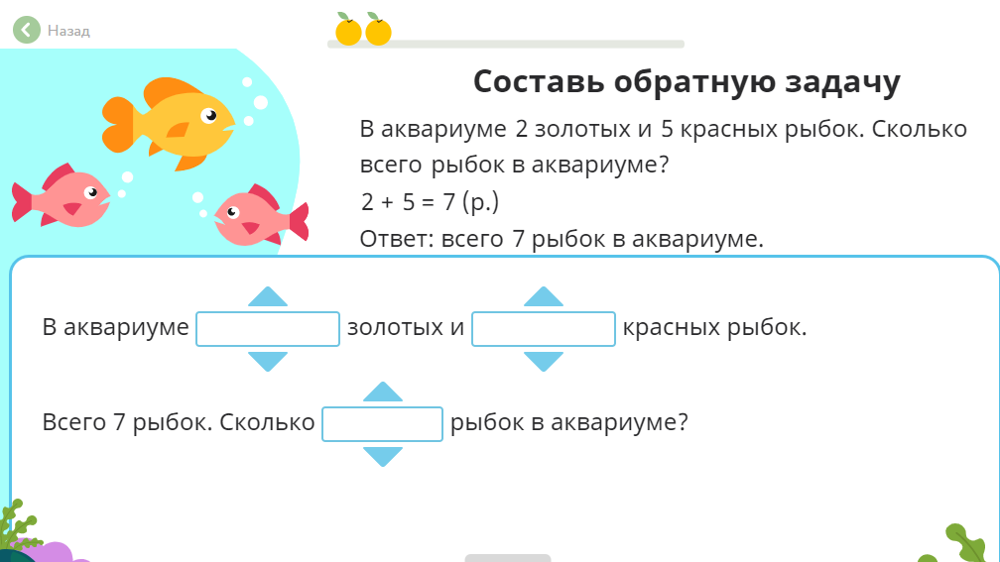 Назад
Составь обратную задачу
В аквариуме 2 золотых и 5 красных рыбок. Сколько
всего рыбок в аквариуме?
2 + 5 = 7 (р.)
Ответ: всего 7 рыбок в аквариуме.
В аквариуме золотых и красных рыбок.
Всего 7 рыбок. Сколько рыбок в аквариуме?